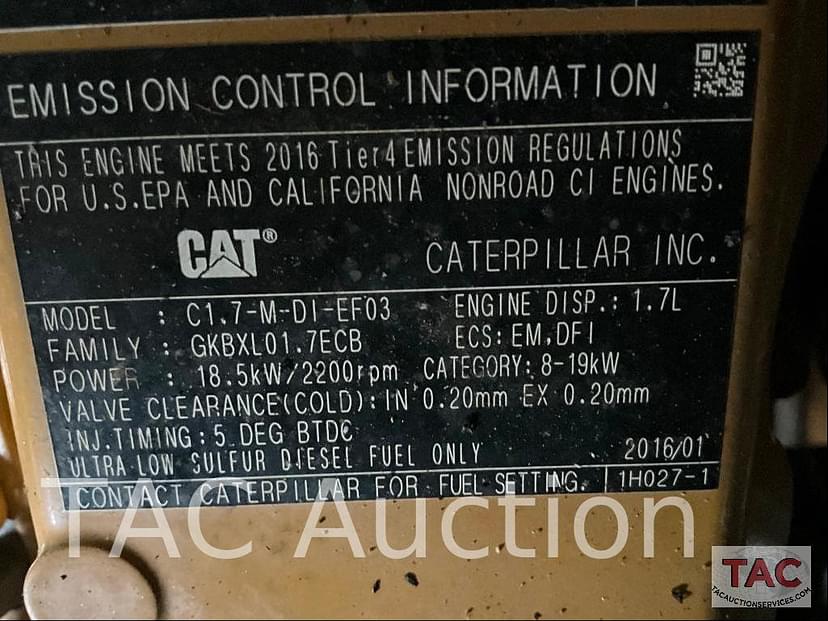 EMISSION CONTROL INFORMATION
THIS ENGINE MEETS 2016 Tier4 EMISSION REGULATIONS
FOR U.S.EPA AND CALIFORNIA NONROAD CI ENGINES.
CAT® CATERPILLAR INC.
MODEL : C1.7-M-DI-EF03 ENGINE DISP.: 1.7L
FAMILY : GKBXL01.7ECB ECS: EM,DFI
POWER : 18.5kW/2200rpm CATEGORY: 8-19kW
VALVE CLEARANCE(COLD): IN 0.20mm EX 0.20mm
INJ.TIMING: 5 DEG BTDC
ULTRA LOW SULFUR DIESEL FUEL ONLY 2016/01
CONTACT CATERPILLAR FOR FUEL SETTING. 1H027-1
TAC Auction
TAC
TACAUCTIONSERVICES.COM